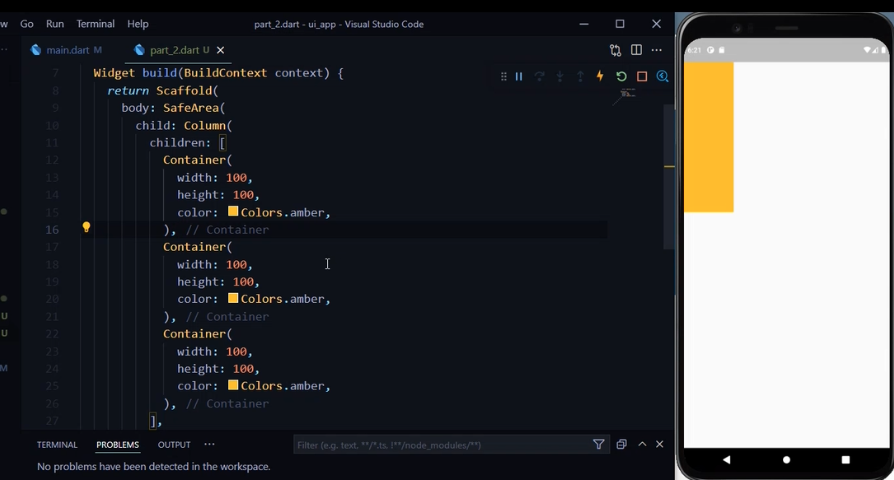 Go Run Terminal Help part_2.dart - ui_app - Visual Studio Code
main.dart M part_2.dart U
7 Widget build(BuildContext context) {
8 return Scaffold(
9 body: SafeArea(
10 child: Column(
11 children: [
12 Container(
13 width: 100,
14 height: 100,
15 color: Colors.amber,
16 ), // Container
17 Container(
18 width: 100,
19 height: 100,
20 color: Colors.amber,
21 ), // Container
22 Container(
23 width: 100,
24 height: 100,
25 color: Colors.amber,
26 ), // Container
27 ],
U
U
M
TERMINAL PROBLEMS OUTPUT Filter (e.g. text, **/*.ts, !**/node_modules/**)
No problems have been detected in the workspace.